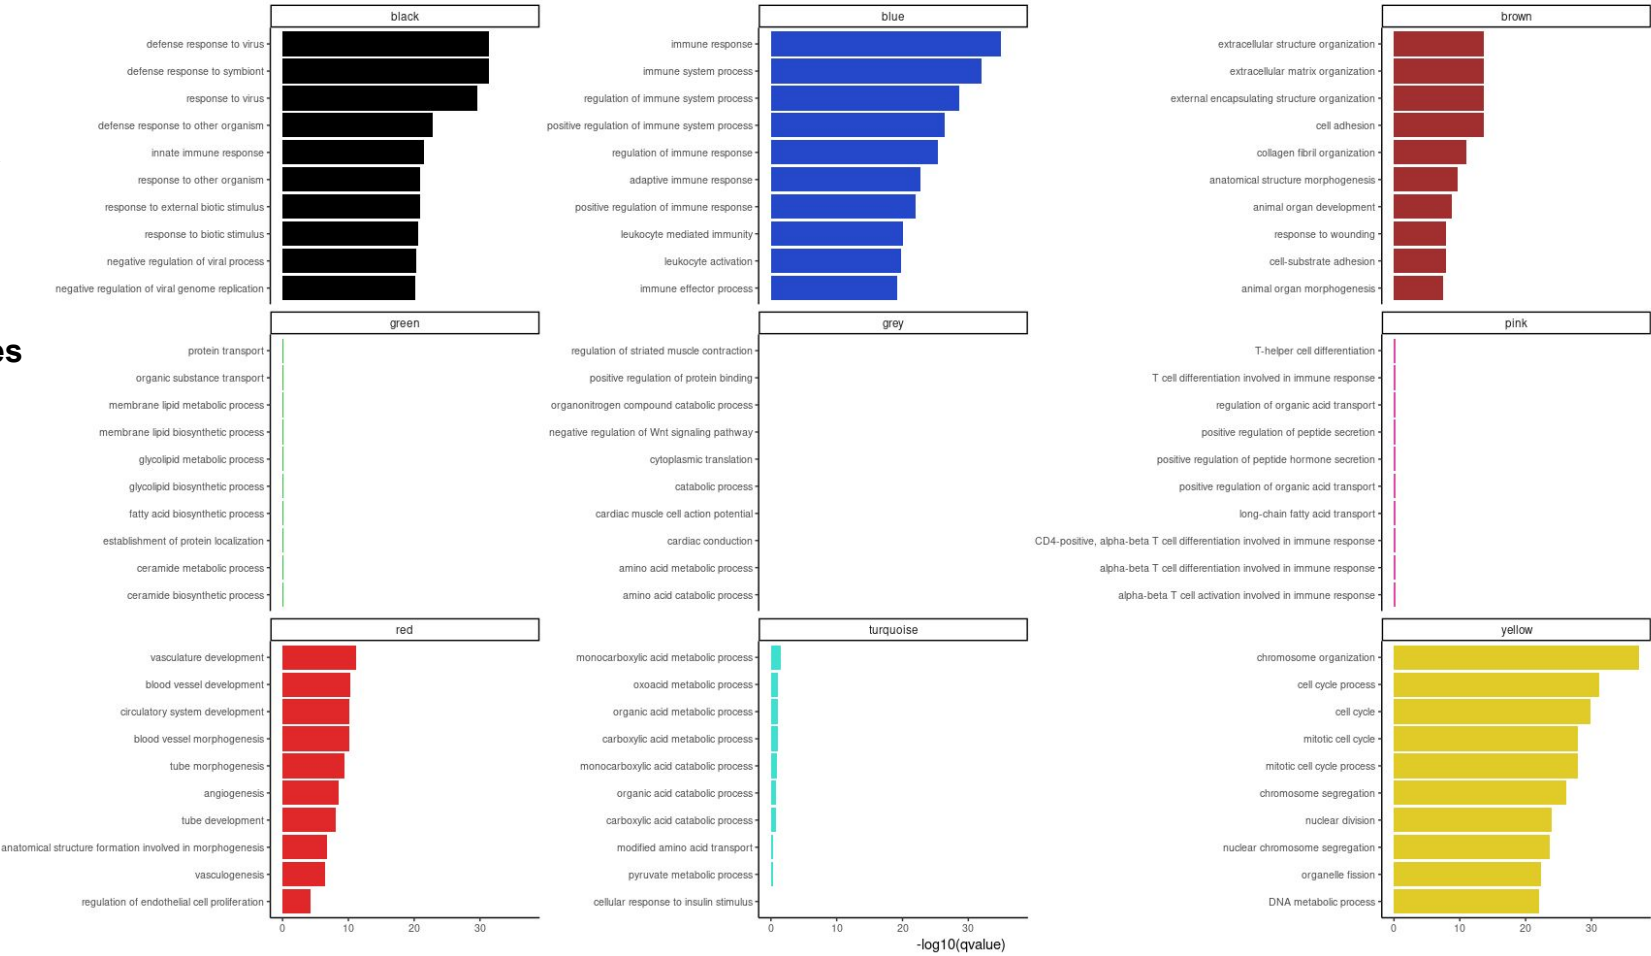 black
defense response to virus
defense response to symbiont
response to virus
defense response to other organism
innate immune response
response to other organism
response to external biotic stimulus
response to biotic stimulus
negative regulation of viral process
negative regulation of viral genome replication
blue
immune response
immune system process
regulation of immune system process
positive regulation of immune system process
regulation of immune response
adaptive immune response
positive regulation of immune response
leukocyte mediated immunity
leukocyte activation
immune effector process
brown
extracellular structure organization
extracellular matrix organization
external encapsulating structure organization
cell adhesion
collagen fibril organization
anatomical structure morphogenesis
animal organ development
response to wounding
cell-substrate adhesion
animal organ morphogenesis
es
green
protein transport
organic substance transport
membrane lipid metabolic process
membrane lipid biosynthetic process
glycolipid metabolic process
glycolipid biosynthetic process
fatty acid biosynthetic process
establishment of protein localization
ceramide metabolic process
ceramide biosynthetic process
grey
regulation of striated muscle contraction
positive regulation of protein binding
organonitrogen compound catabolic process
negative regulation of Wnt signaling pathway
cytoplasmic translation
catabolic process
cardiac muscle cell action potential
cardiac conduction
amino acid metabolic process
amino acid catabolic process
pink
T-helper cell differentiation
T cell differentiation involved in immune response
regulation of organic acid transport
positive regulation of peptide secretion
positive regulation of peptide hormone secretion
positive regulation of organic acid transport
long-chain fatty acid transport
CD4-positive, alpha-beta T cell differentiation involved in immune response
alpha-beta T cell differentiation involved in immune response
alpha-beta T cell activation involved in immune response
red
vasculature development
blood vessel development
circulatory system development
blood vessel morphogenesis
tube morphogenesis
angiogenesis
tube development
anatomical structure formation involved in morphogenesis
vasculogenesis
regulation of endothelial cell proliferation
0 10 20 30
turquoise
monocarboxylic acid metabolic process
oxoacid metabolic process
organic acid metabolic process
carboxylic acid metabolic process
monocarboxylic acid catabolic process
organic acid catabolic process
carboxylic acid catabolic process
modified amino acid transport
pyruvate metabolic process
cellular response to insulin stimulus
0 10 20 30
yellow
chromosome organization
cell cycle process
cell cycle
mitotic cell cycle
mitotic cell cycle process
chromosome segregation
nuclear division
nuclear chromosome segregation
organelle fission
DNA metabolic process
0 10 20 30
-log10(qvalue)